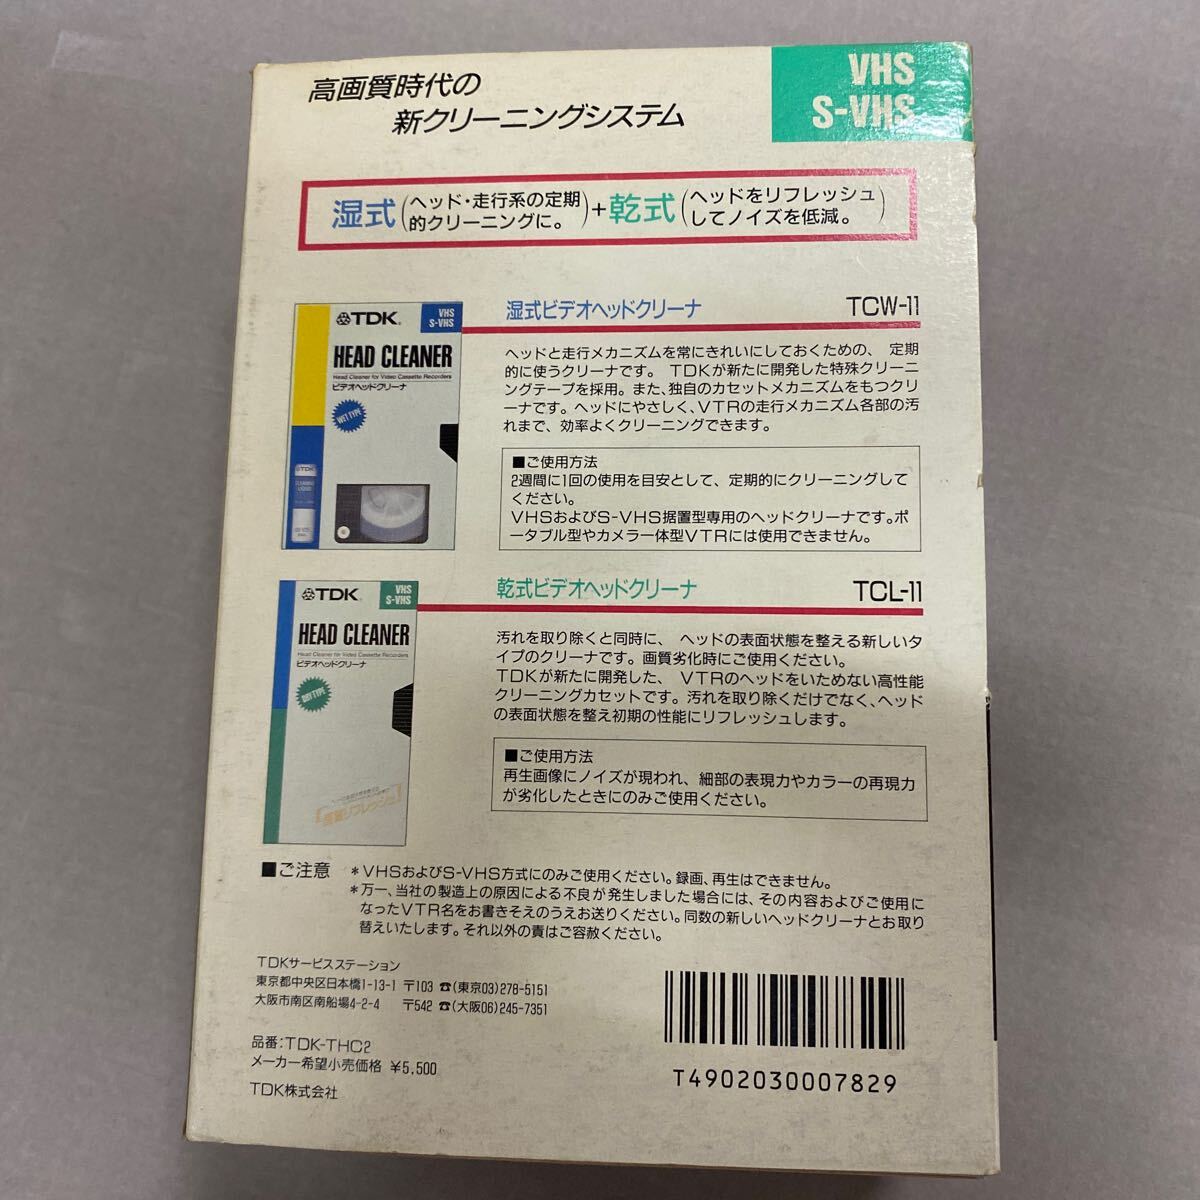 高画質時代の
新クリーニングシステム
VHS
S-VHS
湿式(ヘッド・走行系の定期的クリーニングに。)+乾式(ヘッドをリフレッシュしてノイズを低減。)
TDK
VHS
S-VHS
HEAD CLEANER
Head Cleaner for Video Cassette Recorders
ビデオヘッドクリーナ
WET TYPE
TDK
CLEANING
LIQUID
湿式ビデオヘッドクリーナ TCW-11
ヘッドと走行メカニズムを常にきれいにしておくための、定期
的に使うクリーナです。TDKが新たに開発した特殊クリーニ
ングテープを採用。また、独自のカセットメカニズムをもつクリ
ーナです。ヘッドにやさしく、VTRの走行メカニズム各部の汚
れまで、効率よくクリーニングできます。
■ご使用方法
2週間に1回の使用を目安として、定期的にクリーニングして
ください。
VHSおよびS-VHS据置型専用のヘッドクリーナです。ポ
ータブル型やカメラ一体型VTRには使用できません。
TDK
VHS
S-VHS
HEAD CLEANER
Head Cleaner for Video Cassette Recorders
ビデオヘッドクリーナ
DRY TYPE
乾式ビデオヘッドクリーナ TCL-11
汚れを取り除くと同時に、ヘッドの表面状態を整える新しいタ
イプのクリーナです。画質劣化時にご使用ください。
TDKが新たに開発した、VTRのヘッドをいためない高性能
クリーニングカセットです。汚れを取り除くだけでなく、ヘッド
の表面状態を整え初期の性能にリフレッシュします。
■ご使用方法
再生画像にノイズが現われ、細部の表現力やカラーの再現力
が劣化したときにのみご使用ください。
■ご注意 *VHSおよびS-VHS方式にのみご使用ください。録画、再生はできません。
*万一、当社の製造上の原因による不良が発生しました場合には、その内容およびご使用に
なったVTR名をお書きそえのうえお送りください。同数の新しいヘッドクリーナとお取り
替えいたします。それ以外の責はご容赦ください。
TDKサービスステーション
東京都中央区日本橋1-13-1 〒103 ☎(東京03)278-5151
大阪市南区南船場4-2-4 〒542 ☎(大阪06)245-7351
品番:TDK-THC2
メーカー希望小売価格 ¥5,500
TDK株式会社
T4902030007829